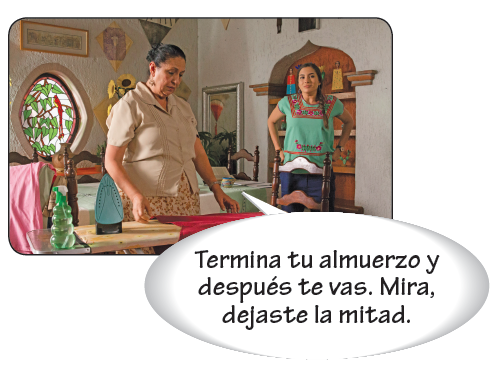 Termina tu almuerzo y
después te vas. Mira,
dejaste la mitad.